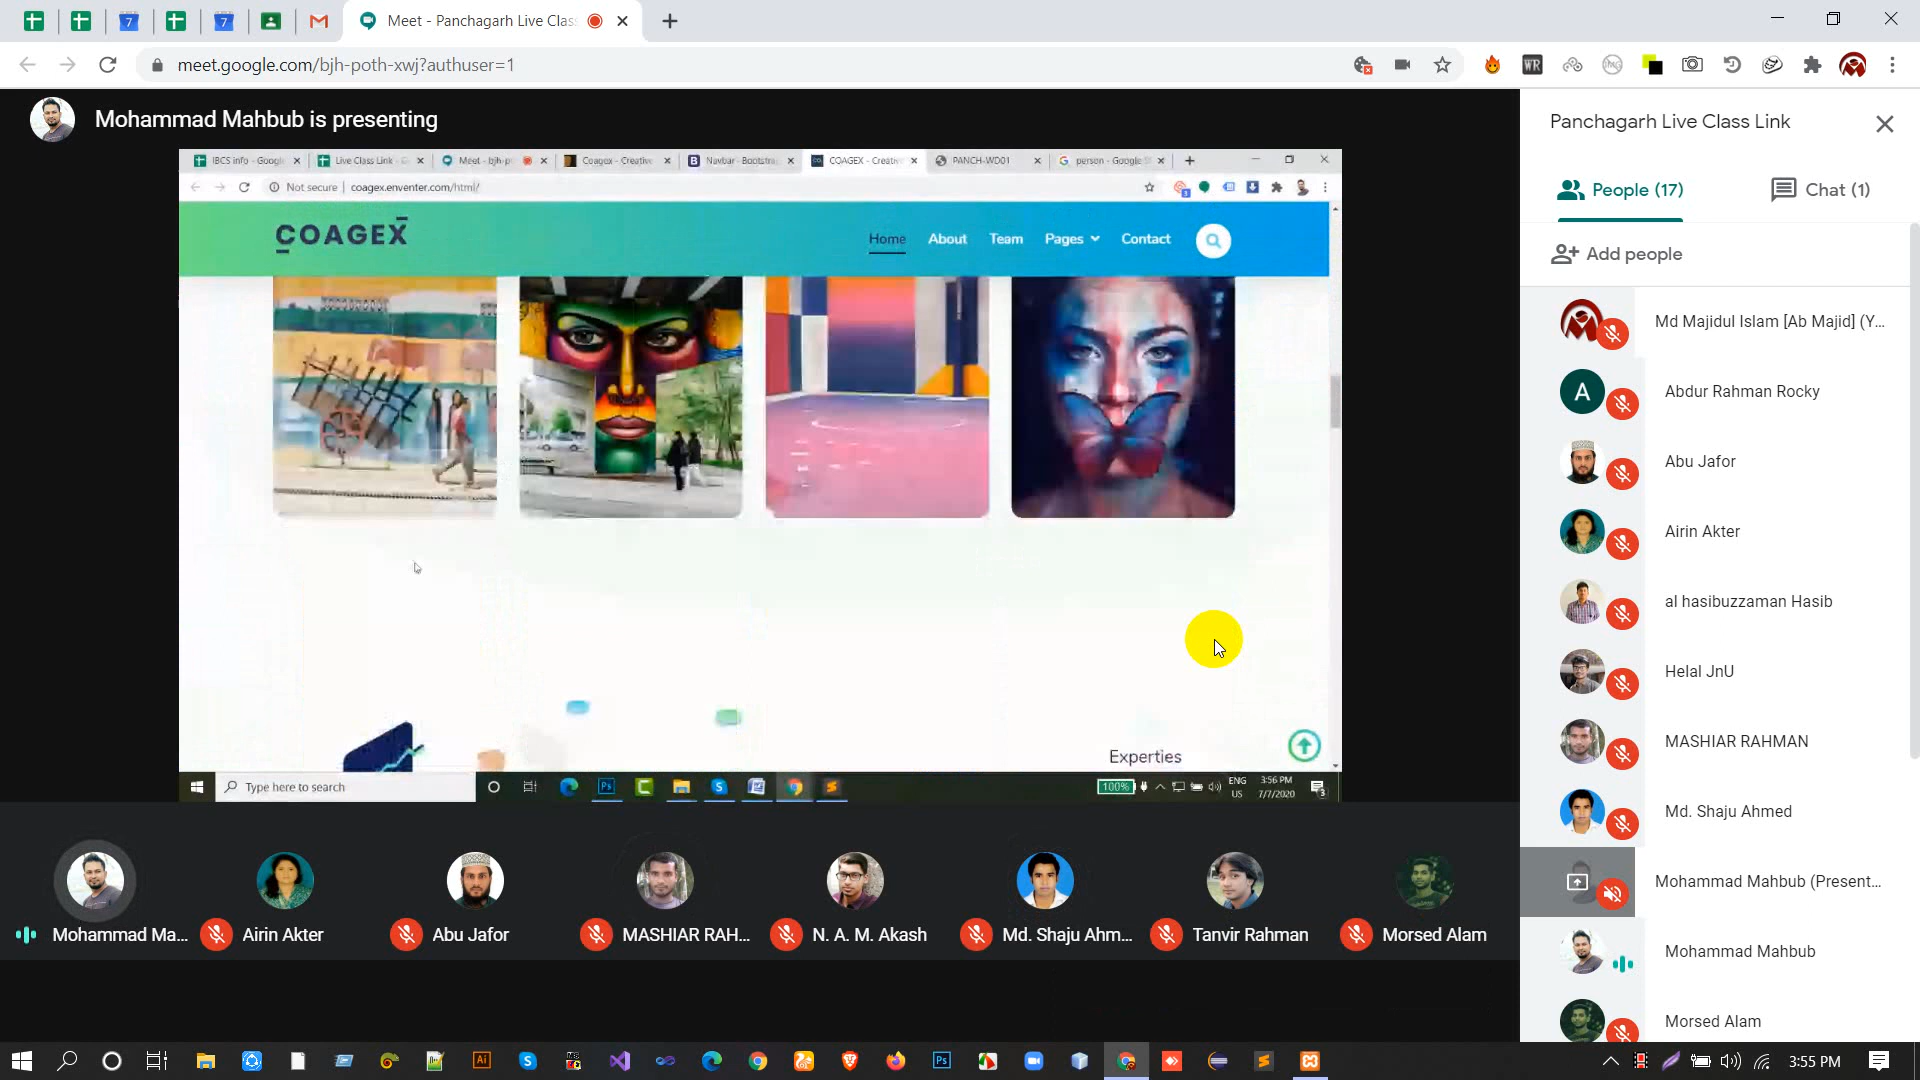 Meet - Panchagarh Live Clas
meet.google.com/bjh-poth-xwj?authuser=1
Mohammad Mahbub is presenting
IBCS info - Googl
Live Class Link - G
Meet - bjh-p
Coagex - Creative
Navbar - Bootstra
COAGEX - Creativ
PANCH-WD01
person - Google S
Not secure | coagex.enventer.com/html/
COAGEX
Home
About
Team
Pages
Contact
Experties
Type here to search
100%
ENG
US
3:56 PM
7/7/2020
Mohammad Ma...
Airin Akter
Abu Jafor
MASHIAR RAH...
N. A. M. Akash
Md. Shaju Ahm...
Tanvir Rahman
Morsed Alam
Panchagarh Live Class Link
People (17)
Chat (1)
Add people
Md Majidul Islam [Ab Majid] (Y...
A
Abdur Rahman Rocky
Abu Jafor
Airin Akter
al hasibuzzaman Hasib
Helal JnU
MASHIAR RAHMAN
Md. Shaju Ahmed
Mohammad Mahbub (Present...
Mohammad Mahbub
Morsed Alam
3:55 PM